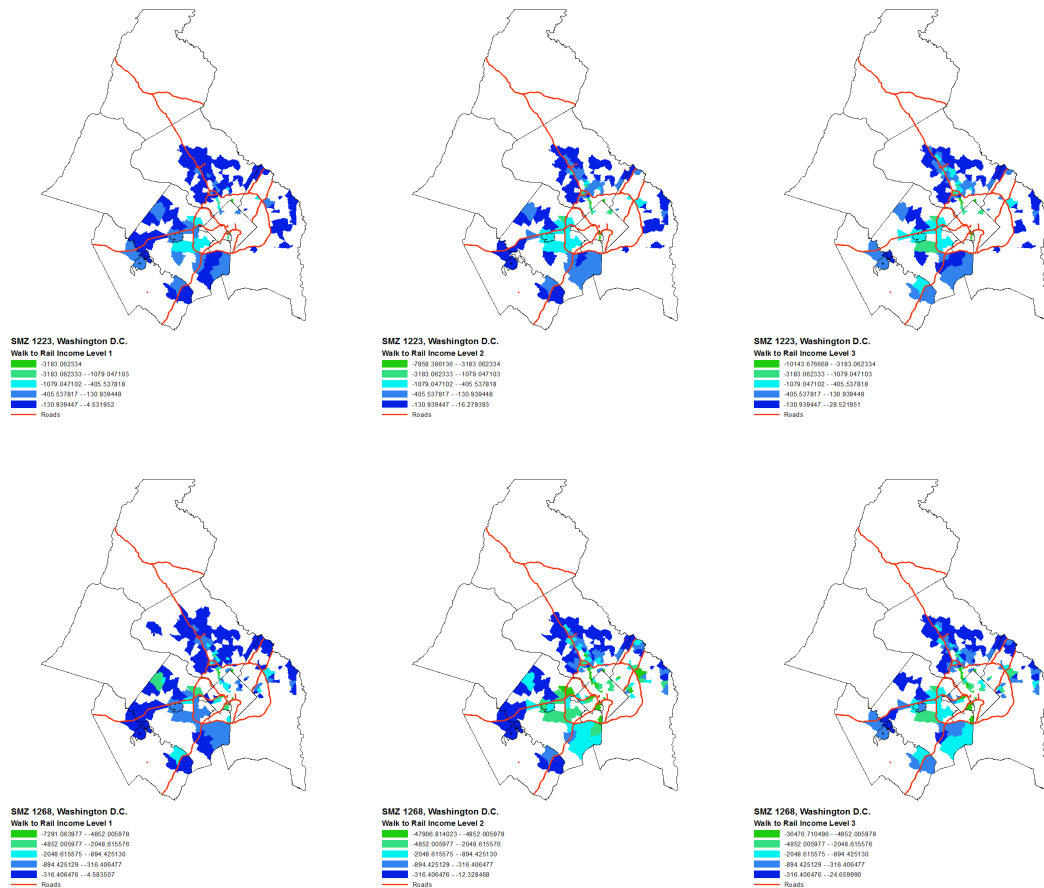 SMZ 1223, Washington D.C.
Walk to Rail Income Level 1
-3183.062334
-3183.062333 - -1079.047103
-1079.047102 - -405.537818
-405.537817 - -130.939448
-130.939447 - -4.531952
Roads
SMZ 1223, Washington D.C.
Walk to Rail Income Level 2
-7959.386136 - -3183.062334
-3183.062333 - -1079.047103
-1079.047102 - -405.537818
-405.537817 - -130.939448
-130.939447 - -16.279393
Roads
SMZ 1223, Washington D.C.
Walk to Rail Income Level 3
-10143.676668 - -3183.062334
-3183.062333 - -1079.047103
-1079.047102 - -405.537818
-405.537817 - -130.939448
-130.939447 - -28.521951
Roads
SMZ 1268, Washington D.C.
Walk to Rail Income Level 1
-7291.063977 - -4852.005978
-4852.005977 - -2048.615576
-2048.615575 - -894.425130
-894.425129 - -316.406477
-316.406476 - -4.583507
Roads
SMZ 1268, Washington D.C.
Walk to Rail Income Level 2
-47906.814023 - -4852.005978
-4852.005977 - -2048.615576
-2048.615575 - -894.425130
-894.425129 - -316.406477
-316.406476 - -12.328468
Roads
SMZ 1268, Washington D.C.
Walk to Rail Income Level 3
-36476.710496 - -4852.005978
-4852.005977 - -2048.615576
-2048.615575 - -894.425130
-894.425129 - -316.406477
-316.406476 - -24.659990
Roads